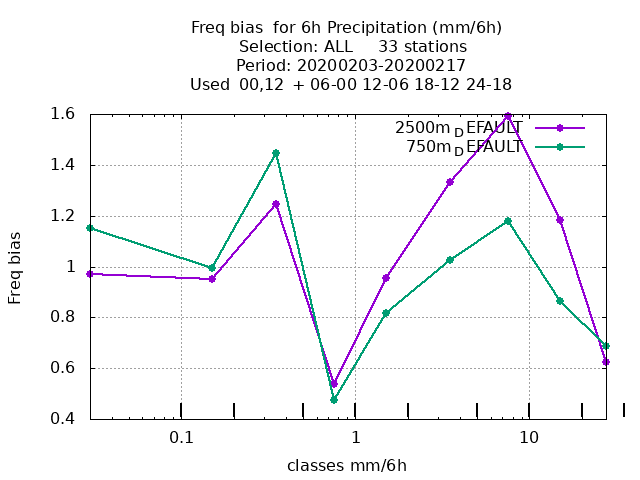 Freq bias  for 6h Precipitation (mm/6h)
Selection: ALL     33 stations
Period: 20200203-20200217
Used  00,12  + 06-00 12-06 18-12 24-18
2500m_DEFAULT
750m_DEFAULT
1.6
1.4
1.2
1
0.8
0.6
0.4
Freq bias
0.1
1
10
classes mm/6h